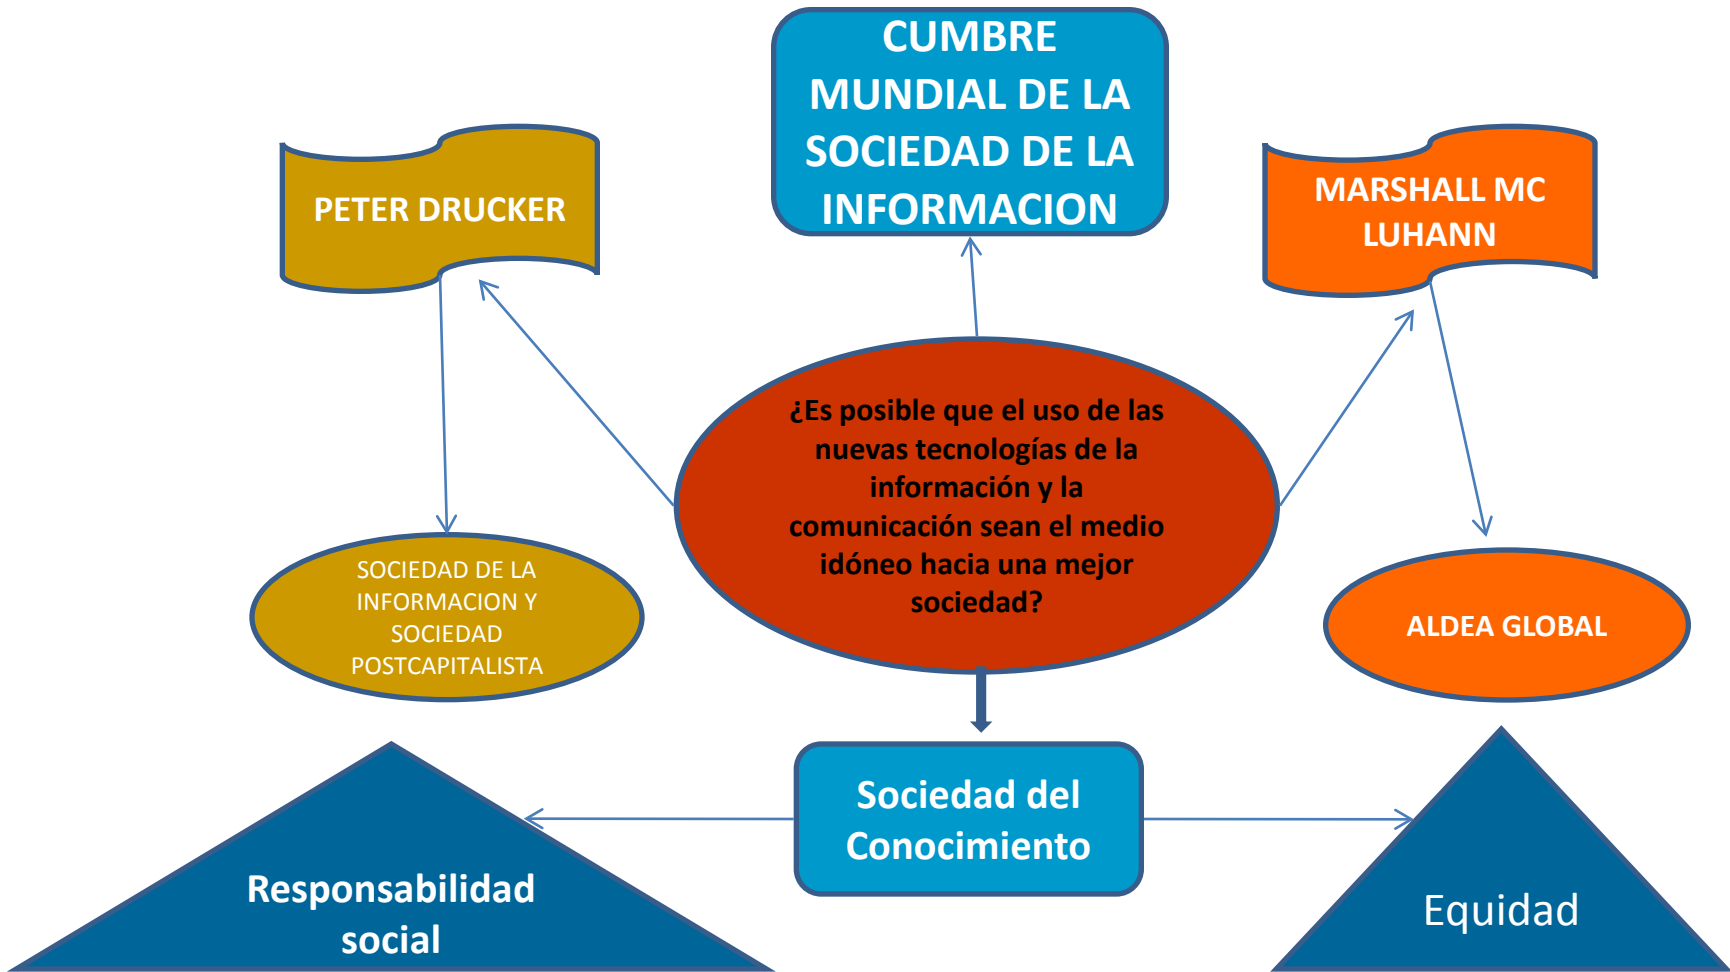 CUMBRE
MUNDIAL DE LA
SOCIEDAD DE LA
INFORMACION
PETER DRUCKER
MARSHALL MC
LUHANN
¿Es posible que el uso de las
nuevas tecnologías de la
información y la
comunicación sean el medio
idóneo hacia una mejor
sociedad?
SOCIEDAD DE LA
INFORMACION Y
SOCIEDAD
POSTCAPITALISTA
ALDEA GLOBAL
Sociedad del
Conocimiento
Responsabilidad
social
Equidad